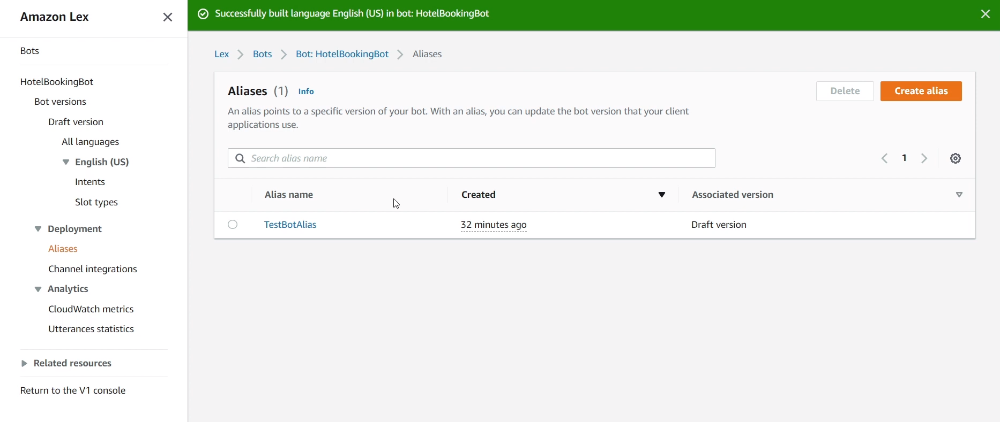 Amazon Lex
Bots
HotelBookingBot
Bot versions
Draft version
All languages
English (US)
Intents
Slot types
Deployment
Aliases
Channel integrations
Analytics
CloudWatch metrics
Utterances statistics
Related resources
Return to the V1 console
Successfully built language English (US) in bot: HotelBookingBot
Lex Bots Bot: HotelBookingBot Aliases
Aliases (1) Info
Delete Create alias
An alias points to a specific version of your bot. With an alias, you can update the bot version that your client
applications use.
Search alias name
1
Alias name Created Associated version
TestBotAlias 32 minutes ago Draft version